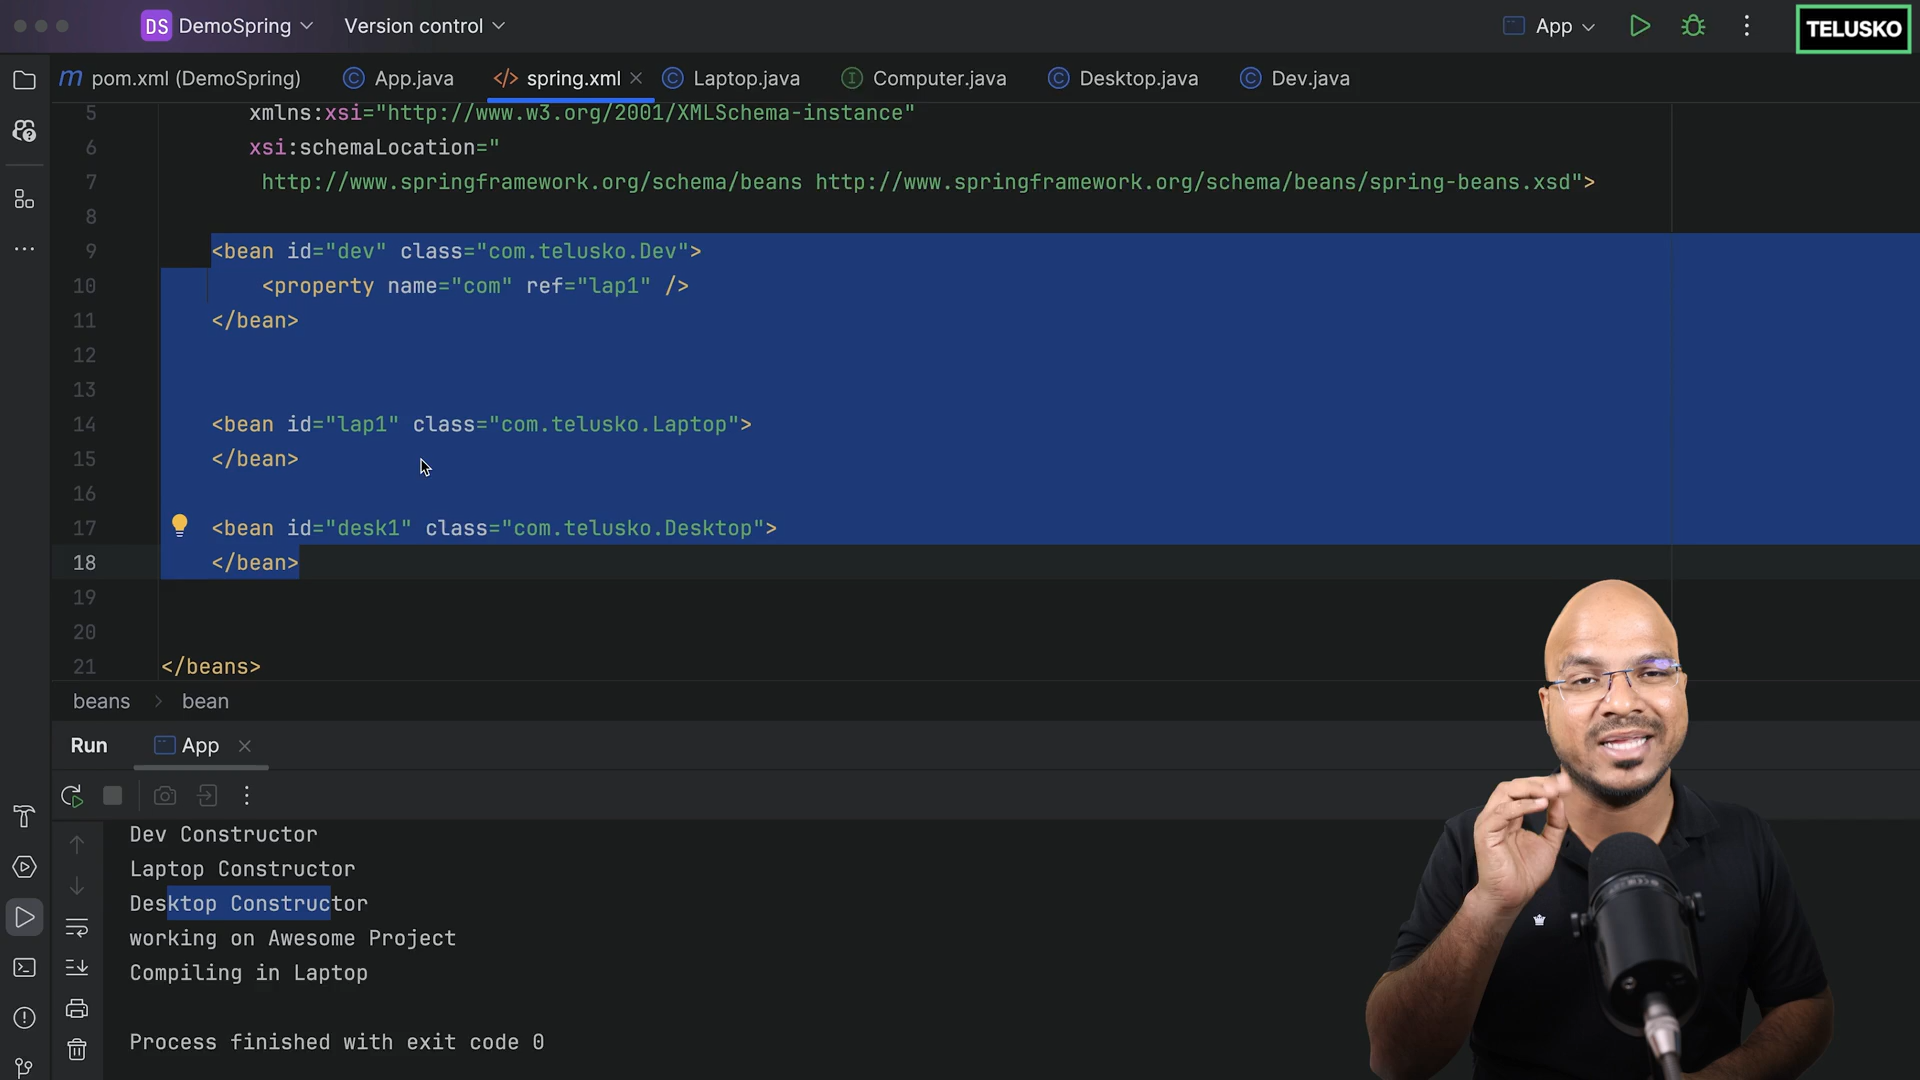 DS DemoSpring Version control App TELUSKO
m pom.xml (DemoSpring) App.java </> spring.xml Laptop.java Computer.java Desktop.java Dev.java
5 xmlns:xsi="http://www.w3.org/2001/XMLSchema-instance"
6 xsi:schemaLocation="
7 http://www.springframework.org/schema/beans http://www.springframework.org/schema/beans/spring-beans.xsd">
8
9 <bean id="dev" class="com.telusko.Dev">
10 <property name="com" ref="lap1" />
11 </bean>
12
13
14 <bean id="lap1" class="com.telusko.Laptop">
15 </bean>
16
17 <bean id="desk1" class="com.telusko.Desktop">
18 </bean>
19
20
21 </beans>
beans > bean
Run App
Dev Constructor
Laptop Constructor
Desktop Constructor
working on Awesome Project
Compiling in Laptop
Process finished with exit code 0